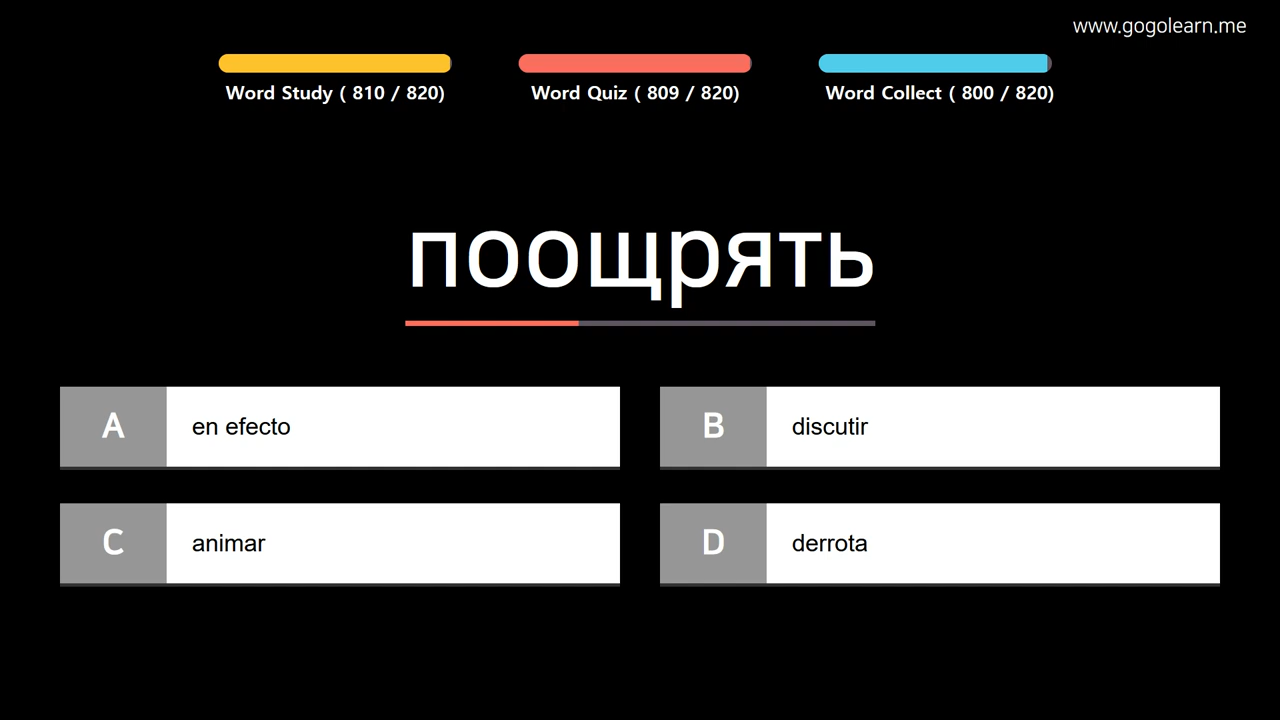 www.gogolearn.me
Word Study ( 810 / 820)
Word Quiz ( 809 / 820)
Word Collect ( 800 / 820)
поощрять
A en efecto
B discutir
C animar
D derrota